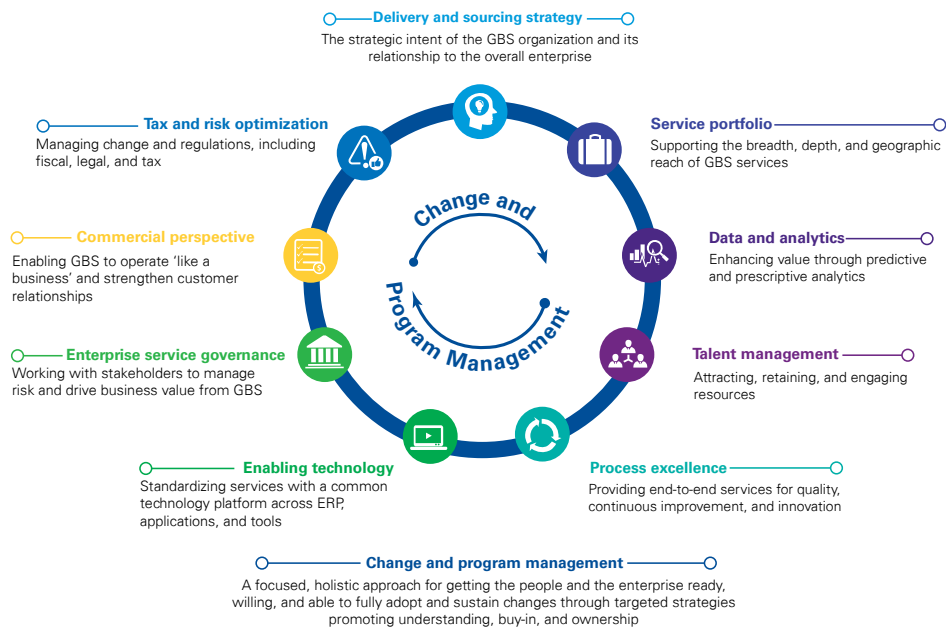 Delivery and sourcing strategy
The strategic intent of the GBS organization and its
relationship to the overall enterprise
Tax and risk optimization
Managing change and regulations, including
fiscal, legal, and tax
Service portfolio
Supporting the breadth, depth, and geographic
reach of GBS services
Commercial perspective
Enabling GBS to operate ‘like a
business’ and strengthen customer
relationships
Data and analytics
Enhancing value through predictive
and prescriptive analytics
Change and
Program Management
Enterprise service governance
Working with stakeholders to manage
risk and drive business value from GBS
Talent management
Attracting, retaining, and engaging
resources
Enabling technology
Standardizing services with a common
technology platform across ERP,
applications, and tools
Process excellence
Providing end-to-end services for quality,
continuous improvement, and innovation
Change and program management
A focused, holistic approach for getting the people and the enterprise ready,
willing, and able to fully adopt and sustain changes through targeted strategies
promoting understanding, buy-in, and ownership